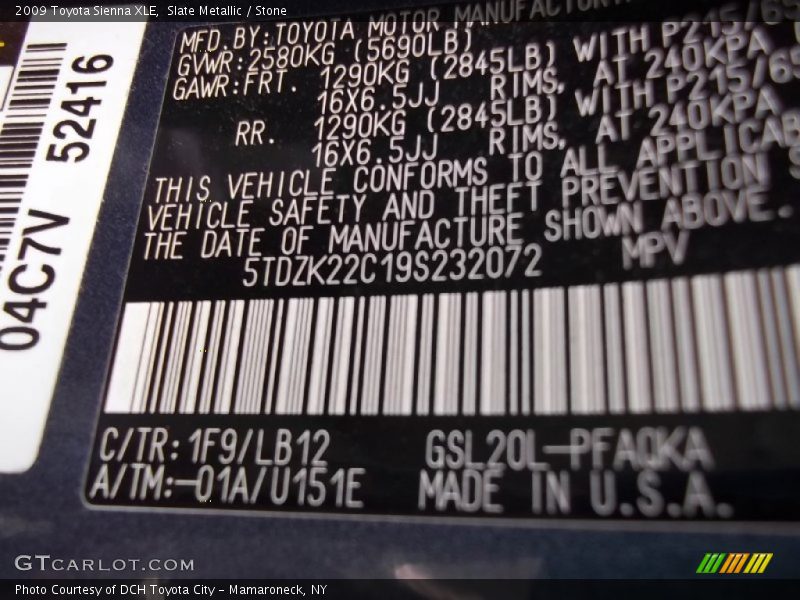 2009 Toyota Sienna XLE, Slate Metallic / Stone
MFD.BY:TOYOTA MOTOR
GVWR:2580KG (5690LB)
GAWR:FRT. 1290KG (2845LB) WITH P215/65
16X6.5JJ RIMS, AT 240KPA
RR. 1290KG (2845LB) WITH P215/65
16X6.5JJ RIMS, AT 240KPA
THIS VEHICLE CONFORMS TO ALL
VEHICLE SAFETY AND THEFT PREVENTION
THE DATE OF MANUFACTURE SHOWN ABOVE.
5TDZK22C19S232072 MPV
C/TR:1F9/LB12 GSL20L-PFAQKA
A/TM:-01A/U151E MADE IN U.S.A.
04C7V 52416
GTCARLOT.COM
Photo Courtesy of DCH Toyota City - Mamaroneck, NY